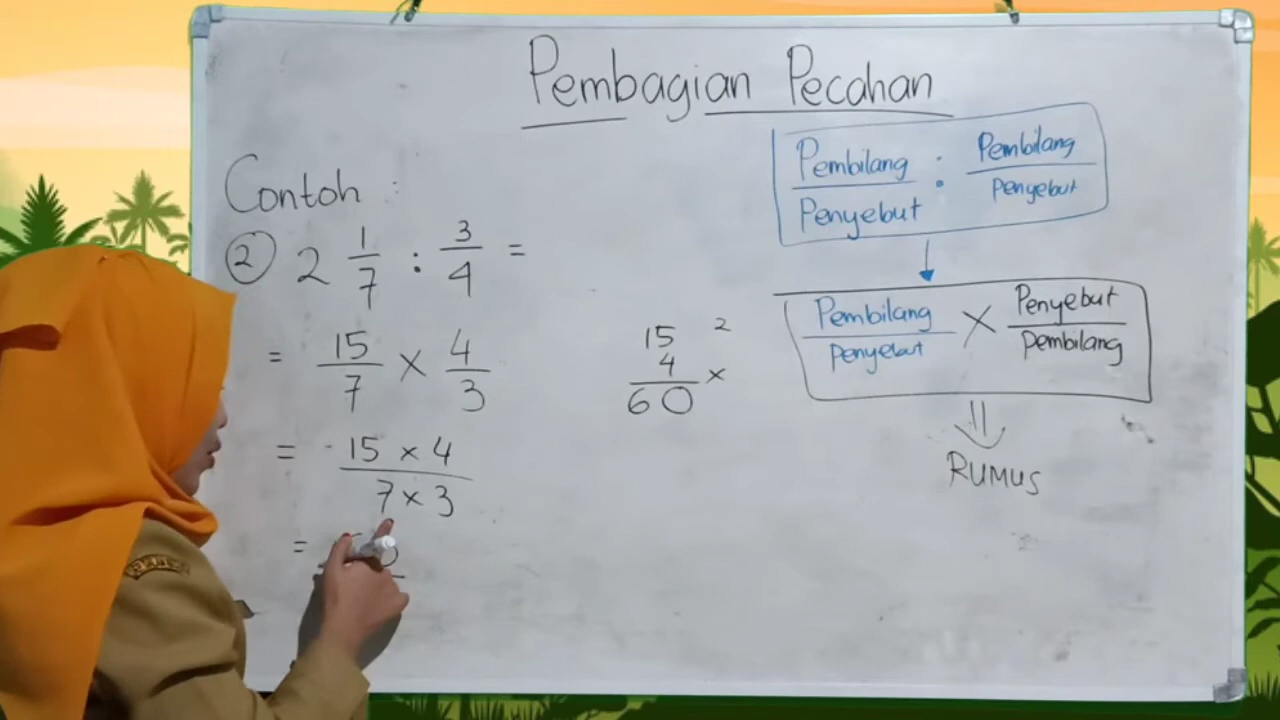 Pembagian Pecahan
Contoh :
② 2 1/7 : 3/4 =
= 15/7 × 4/3
= 15 × 4
7 × 3
=
15 2
4 ×
60
Pembilang : Pembilang
Penyebut Penyebut
Pembilang × Penyebut
Penyebut Pembilang
RUMUS